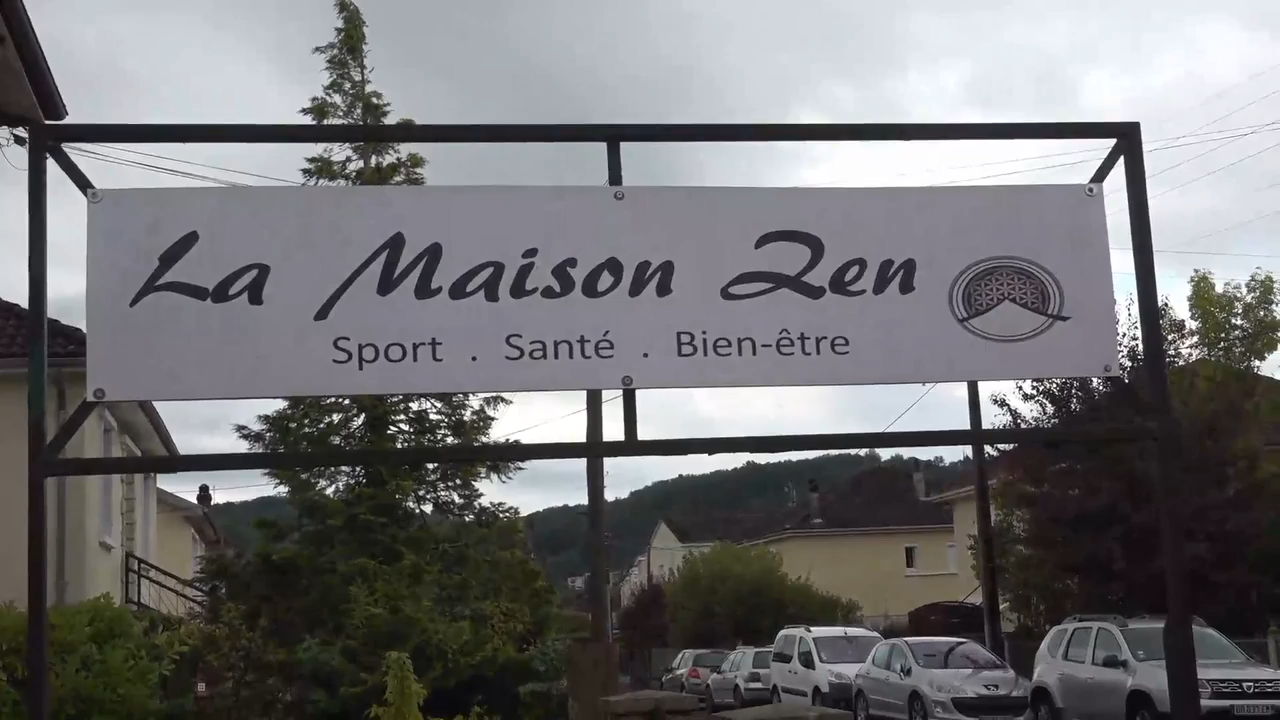 La Maison Zen
Sport . Santé . Bien-être